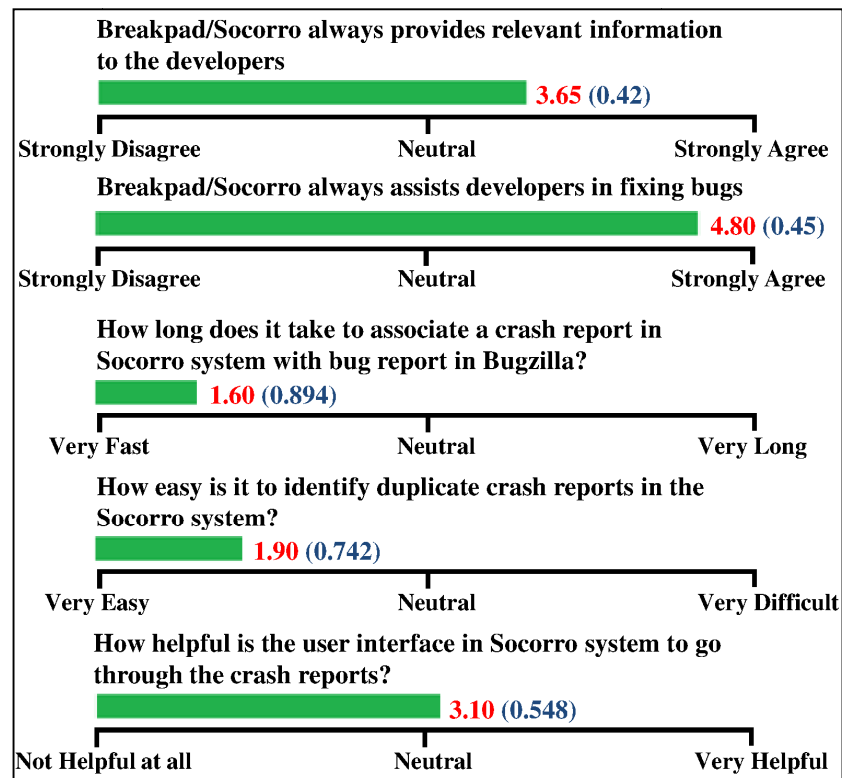 Breakpad/Socorro always provides relevant information
to the developers
3.65 (0.42)
Strongly Disagree Neutral Strongly Agree
Breakpad/Socorro always assists developers in fixing bugs
4.80 (0.45)
Strongly Disagree Neutral Strongly Agree
How long does it take to associate a crash report in
Socorro system with bug report in Bugzilla?
1.60 (0.894)
Very Fast Neutral Very Long
How easy is it to identify duplicate crash reports in the
Socorro system?
1.90 (0.742)
Very Easy Neutral Very Difficult
How helpful is the user interface in Socorro system to go
through the crash reports?
3.10 (0.548)
Not Helpful at all Neutral Very Helpful